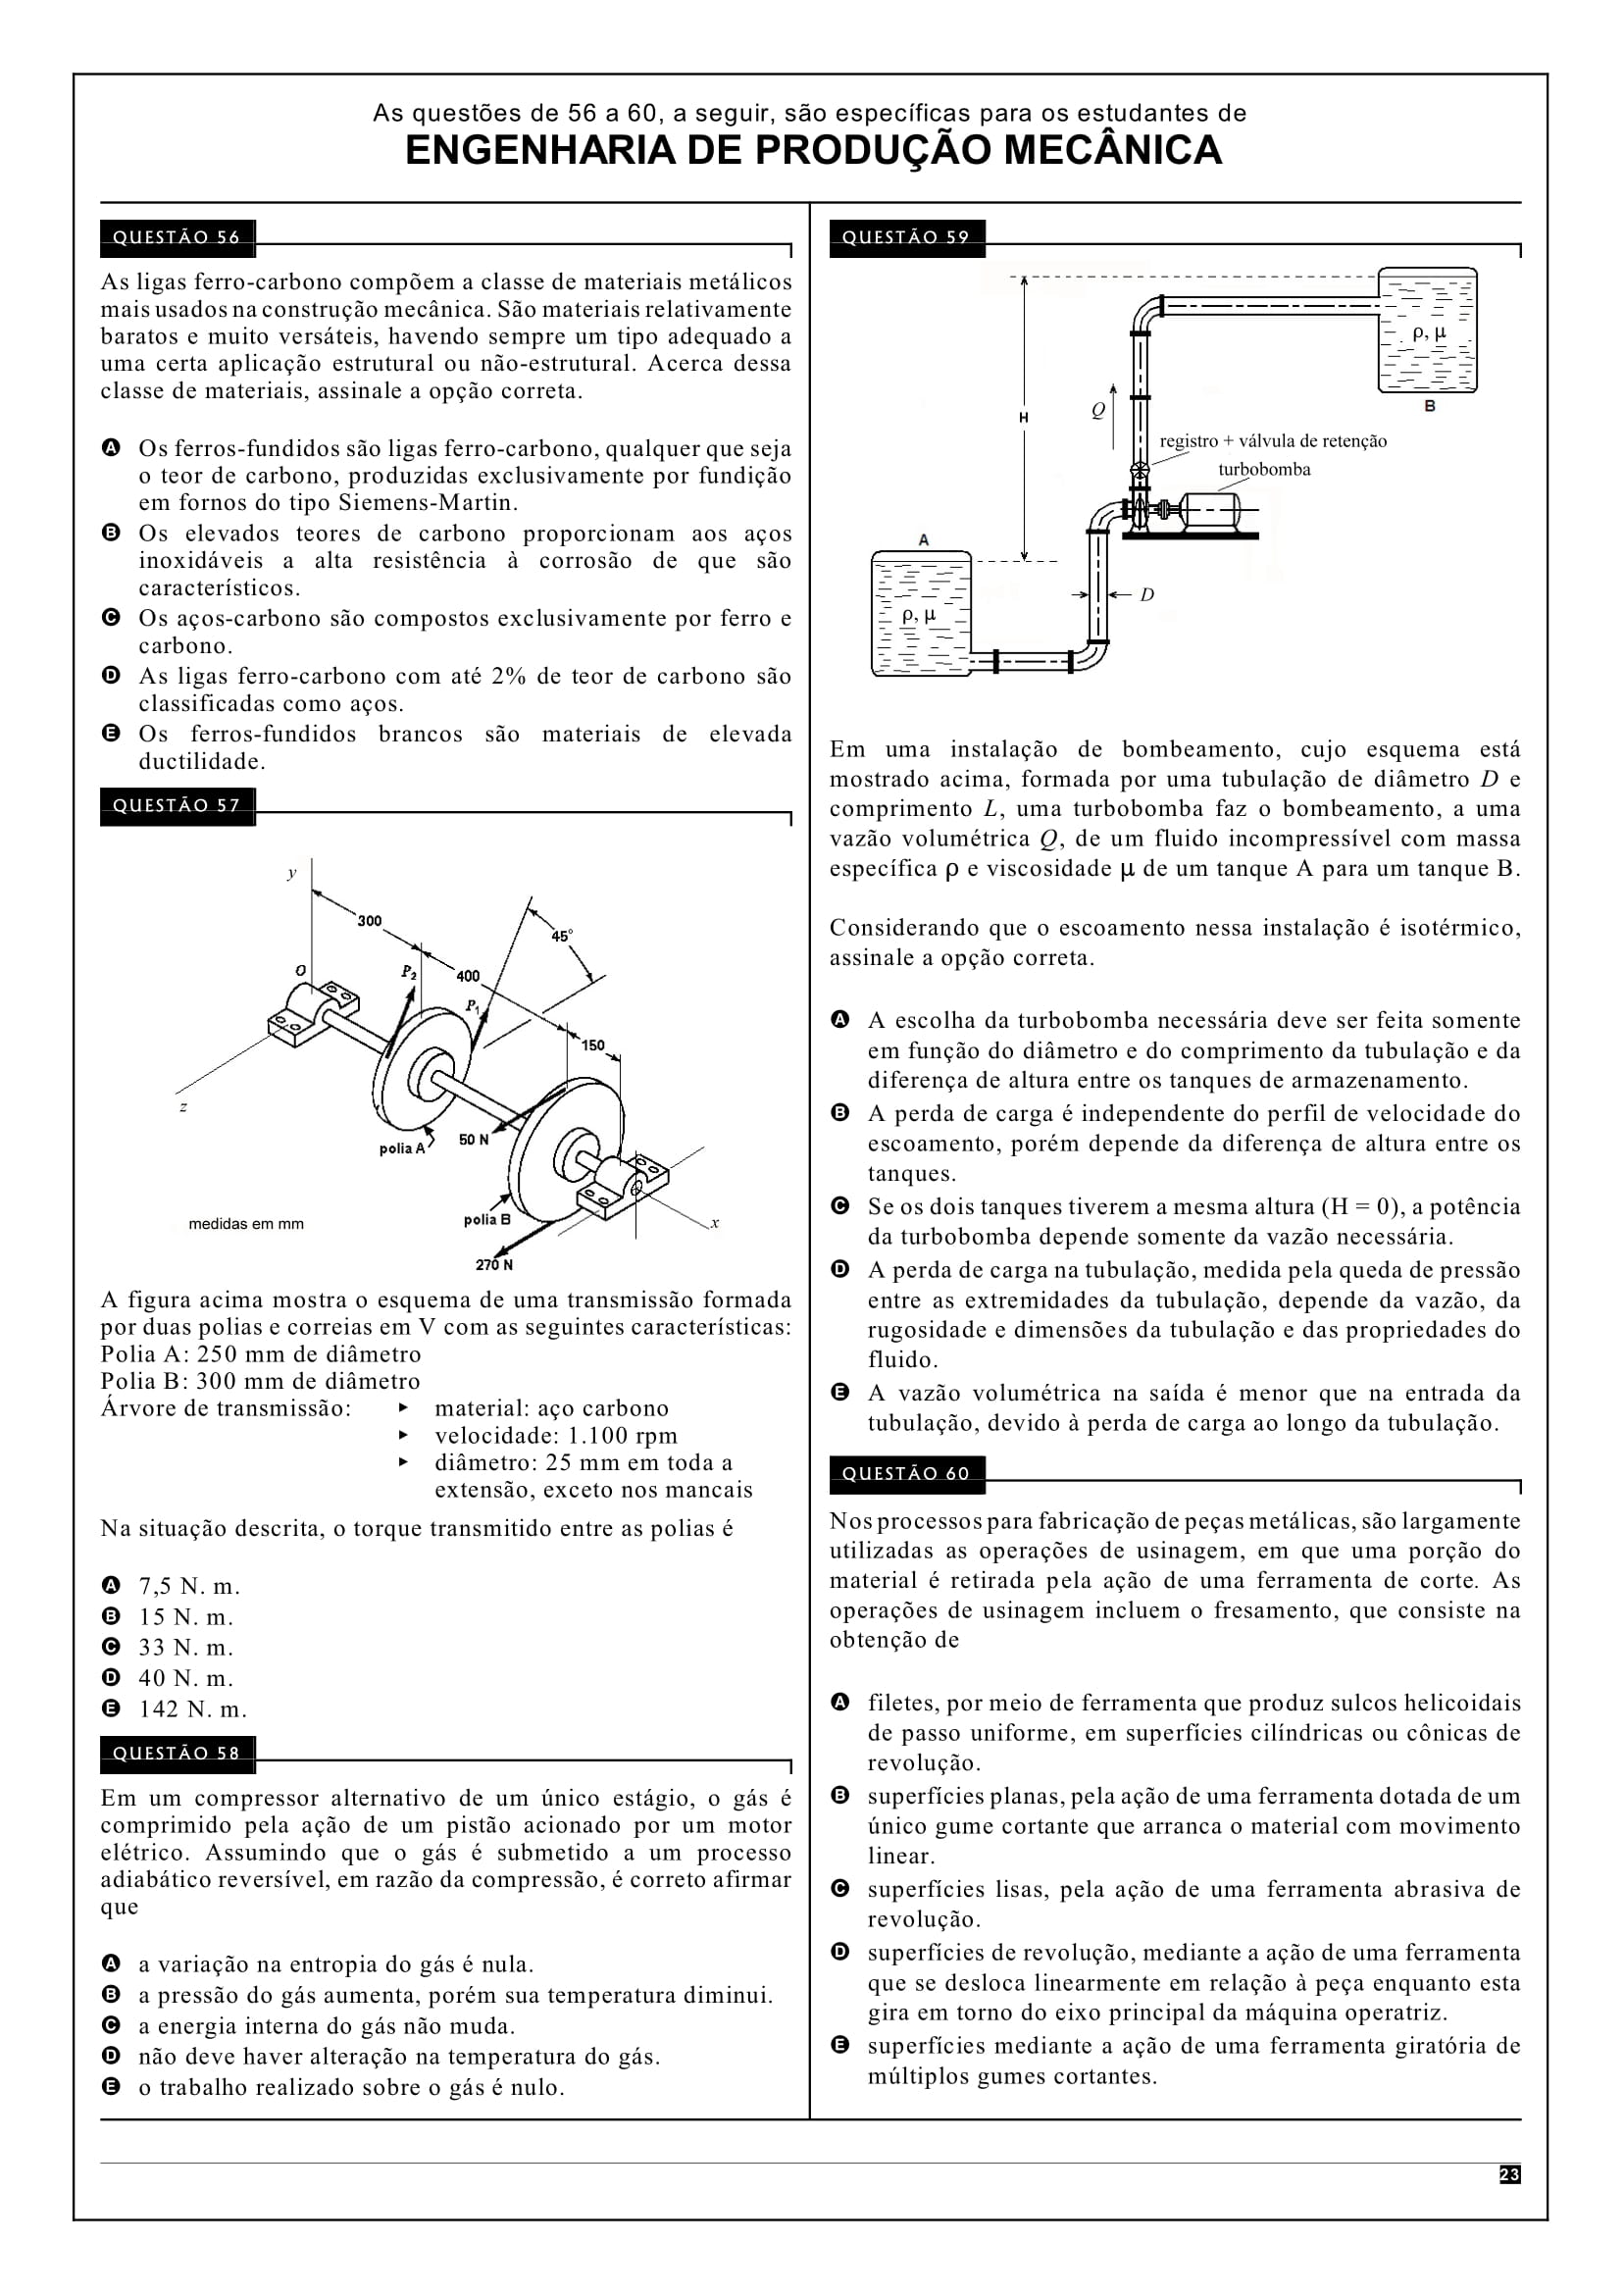 As questões de 56 a 60, a seguir, são específicas para os estudantes de
ENGENHARIA DE PRODUÇÃO MECÂNICA
QUESTÃO 56
As ligas ferro-carbono compõem a classe de materiais metálicos
mais usados na construção mecânica. São materiais relativamente
baratos e muito versáteis, havendo sempre um tipo adequado a
uma certa aplicação estrutural ou não-estrutural. Acerca dessa
classe de materiais, assinale a opção correta.
A Os ferros-fundidos são ligas ferro-carbono, qualquer que seja
o teor de carbono, produzidas exclusivamente por fundição
em fornos do tipo Siemens-Martin.
B Os elevados teores de carbono proporcionam aos aços
inoxidáveis a alta resistência à corrosão de que são
característicos.
C Os aços-carbono são compostos exclusivamente por ferro e
carbono.
D As ligas ferro-carbono com até 2% de teor de carbono são
classificadas como aços.
E Os ferros-fundidos brancos são materiais de elevada
ductilidade.
QUESTÃO 57
y
300
45°
O
P2
400
P1
150
z
50 N
polia A
polia B
x
medidas em mm
270 N
A figura acima mostra o esquema de uma transmissão formada
por duas polias e correias em V com as seguintes características:
Polia A: 250 mm de diâmetro
Polia B: 300 mm de diâmetro
Árvore de transmissão: ▸ material: aço carbono
▸ velocidade: 1.100 rpm
▸ diâmetro: 25 mm em toda a
extensão, exceto nos mancais
Na situação descrita, o torque transmitido entre as polias é
A 7,5 N. m.
B 15 N. m.
C 33 N. m.
D 40 N. m.
E 142 N. m.
QUESTÃO 58
Em um compressor alternativo de um único estágio, o gás é
comprimido pela ação de um pistão acionado por um motor
elétrico. Assumindo que o gás é submetido a um processo
adiabático reversível, em razão da compressão, é correto afirmar
que
A a variação na entropia do gás é nula.
B a pressão do gás aumenta, porém sua temperatura diminui.
C a energia interna do gás não muda.
D não deve haver alteração na temperatura do gás.
E o trabalho realizado sobre o gás é nulo.
QUESTÃO 59
ρ, μ
B
H
Q
registro + válvula de retenção
turbobomba
A
D
ρ, μ
Em uma instalação de bombeamento, cujo esquema está
mostrado acima, formada por uma tubulação de diâmetro D e
comprimento L, uma turbobomba faz o bombeamento, a uma
vazão volumétrica Q, de um fluido incompressível com massa
específica ρ e viscosidade μ de um tanque A para um tanque B.
Considerando que o escoamento nessa instalação é isotérmico,
assinale a opção correta.
A A escolha da turbobomba necessária deve ser feita somente
em função do diâmetro e do comprimento da tubulação e da
diferença de altura entre os tanques de armazenamento.
B A perda de carga é independente do perfil de velocidade do
escoamento, porém depende da diferença de altura entre os
tanques.
C Se os dois tanques tiverem a mesma altura (H = 0), a potência
da turbobomba depende somente da vazão necessária.
D A perda de carga na tubulação, medida pela queda de pressão
entre as extremidades da tubulação, depende da vazão, da
rugosidade e dimensões da tubulação e das propriedades do
fluido.
E A vazão volumétrica na saída é menor que na entrada da
tubulação, devido à perda de carga ao longo da tubulação.
QUESTÃO 60
Nos processos para fabricação de peças metálicas, são largamente
utilizadas as operações de usinagem, em que uma porção do
material é retirada pela ação de uma ferramenta de corte. As
operações de usinagem incluem o fresamento, que consiste na
obtenção de
A filetes, por meio de ferramenta que produz sulcos helicoidais
de passo uniforme, em superfícies cilíndricas ou cônicas de
revolução.
B superfícies planas, pela ação de uma ferramenta dotada de um
único gume cortante que arranca o material com movimento
linear.
C superfícies lisas, pela ação de uma ferramenta abrasiva de
revolução.
D superfícies de revolução, mediante a ação de uma ferramenta
que se desloca linearmente em relação à peça enquanto esta
gira em torno do eixo principal da máquina operatriz.
E superfícies mediante a ação de uma ferramenta giratória de
múltiplos gumes cortantes.
23